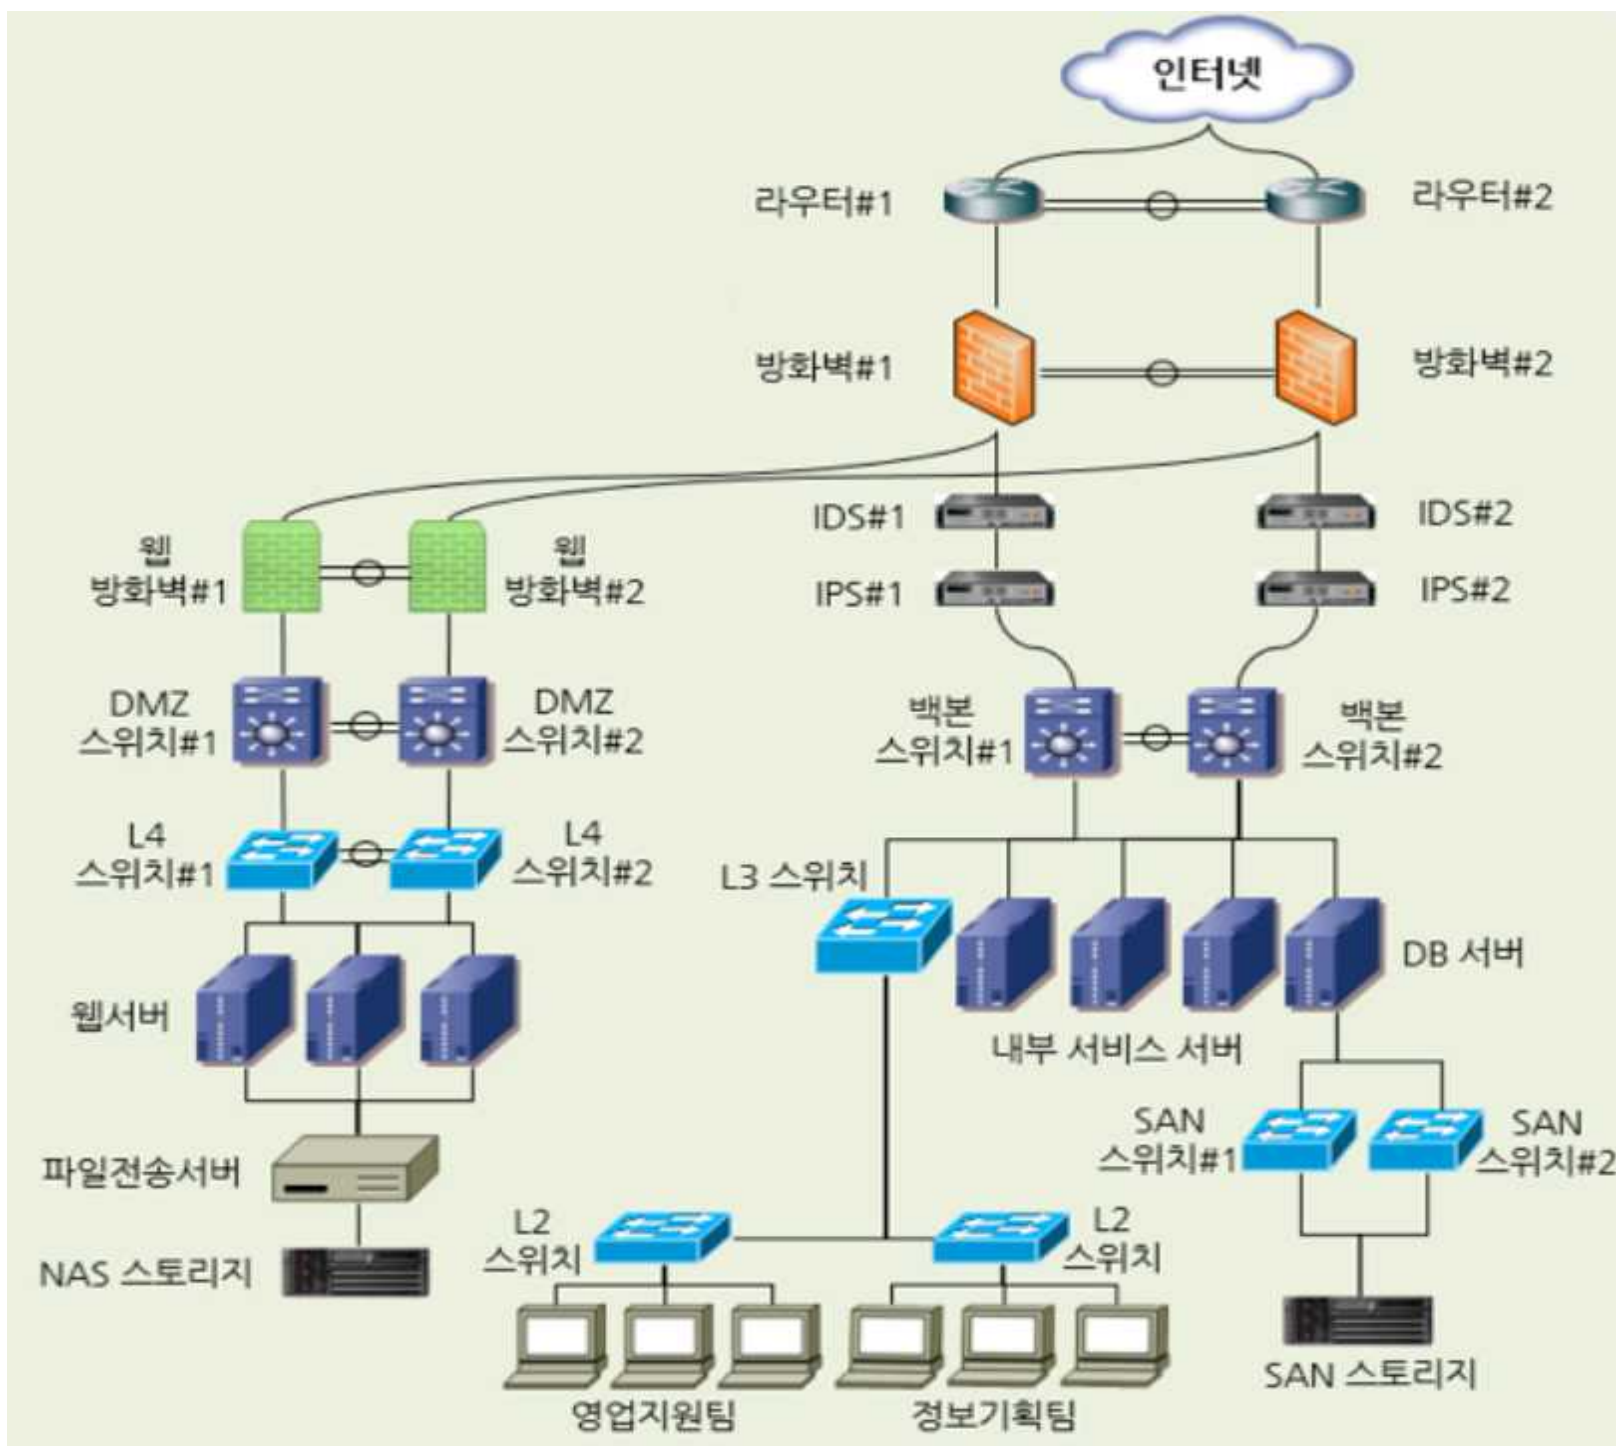 인터넷
라우터#1
라우터#2
방화벽#1
방화벽#2
IDS#1
IDS#2
웹
방화벽#1
웹
방화벽#2
IPS#1
IPS#2
DMZ
스위치#1
DMZ
스위치#2
백본
스위치#1
백본
스위치#2
L4
스위치#1
L4
스위치#2
L3 스위치
웹서버
내부 서비스 서버
DB 서버
SAN
스위치#1
SAN
스위치#2
파일전송서버
NAS 스토리지
L2
스위치
L2
스위치
영업지원팀
정보기획팀
SAN 스토리지